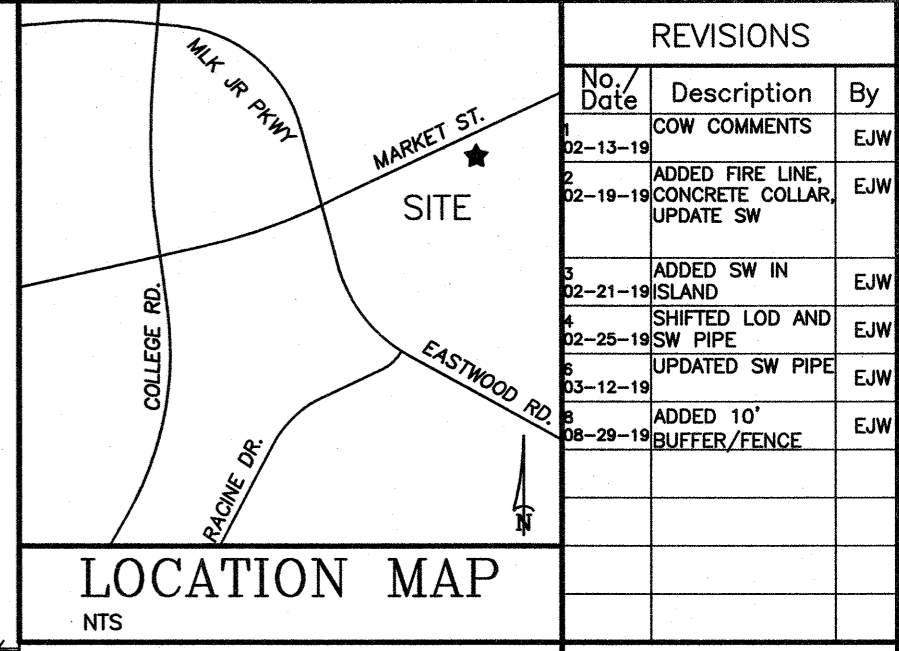 MLK JR PKWY
MARKET ST.
SITE
COLLEGE RD.
EASTWOOD RD.
RACINE DR.
N
LOCATION MAP
NTS
REVISIONS
No./
Date
Description
By
1
02-13-19
COW COMMENTS
EJW
2
02-19-19
ADDED FIRE LINE,
CONCRETE COLLAR,
UPDATE SW
EJW
3
02-21-19
ADDED SW IN
ISLAND
EJW
4
02-25-19
SHIFTED LOD AND
SW PIPE
EJW
6
03-12-19
UPDATED SW PIPE
EJW
8
08-29-19
ADDED 10'
BUFFER/FENCE
EJW